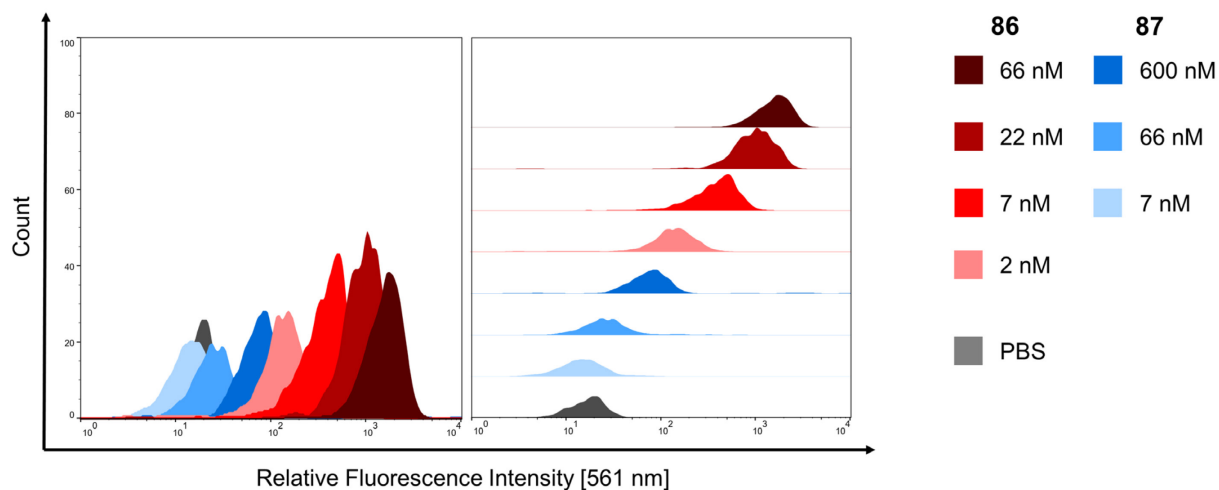 100
80
60
40
20
0
Count
10^0 10^1 10^2 10^3 10^4
10^0 10^1 10^2 10^3 10^4
Relative Fluorescence Intensity [561 nm]
86 87
66 nM 600 nM
22 nM 66 nM
7 nM 7 nM
2 nM
PBS